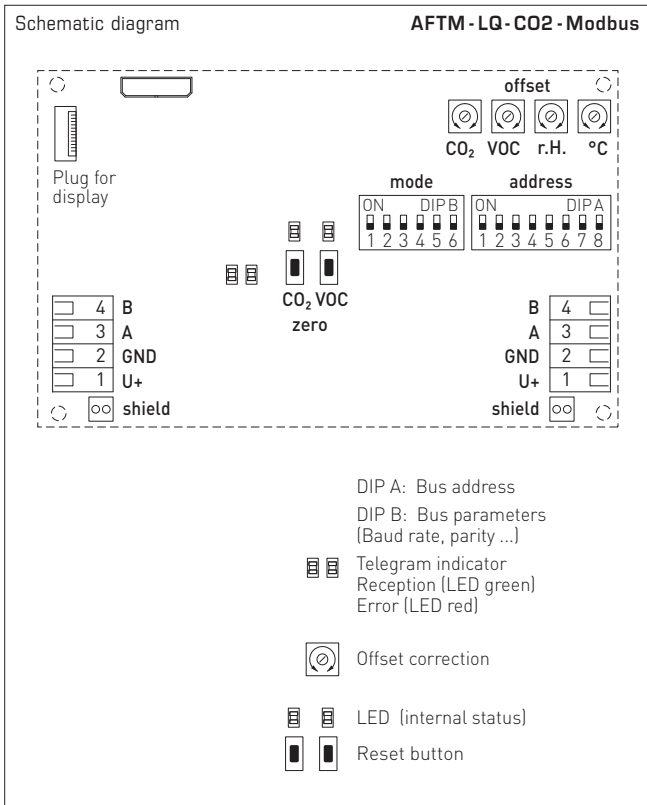 Schematic diagram AFTM-LQ-CO2-Modbus
offset
CO₂ VOC r.H. °C
Plug for
display
mode address
ON DIP B ON DIP A
1 2 3 4 5 6 1 2 3 4 5 6 7 8
CO₂ VOC
zero
4 B B 4
3 A A 3
2 GND GND 2
1 U+ U+ 1
shield shield
DIP A: Bus address
DIP B: Bus parameters
(Baud rate, parity ...)
Telegram indicator
Reception (LED green)
Error (LED red)
Offset correction
LED (internal status)
Reset button